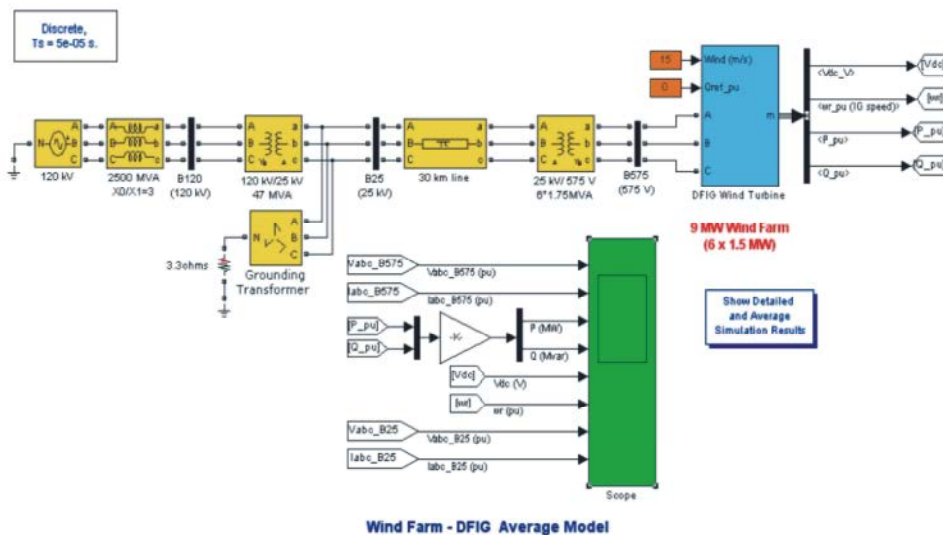 Discrete,
Ts = 5e-05 s.
N
A
B
C
a
b
c
120 kV
2500 MVA
X0/X1=3
B120
(120 kV)
A
B
C
a
b
c
120 kV/25 kV
47 MVA
B25
(25 kV)
A
B
C
a
b
c
30 km line
A
B
C
a
b
c
25 kV/ 575 V
6*1.75MVA
B575
(575 V)
15
0
Wind (m/s)
Qref_pu
A
B
C
m
DFIG Wind Turbine
<Vdc_V>
<wr_pu (IG speed)>
<P_pu>
<Q_pu>
[Vdc]
[wr]
[P_pu]
[Q_pu]
9 MW Wind Farm
(6 x 1.5 MW)
N
A
B
C
3.3ohms
Grounding
Transformer
Vabc_B575
Vabc_B575 (pu)
Iabc_B575
Iabc_B575 (pu)
[P_pu]
[Q_pu]
-K-
P (MW)
Q (Mvar)
[Vdc]
Vdc (V)
[wr]
wr (pu)
Vabc_B25
Vabc_B25 (pu)
Iabc_B25
Iabc_B25 (pu)
Scope
Show Detailed
and Average
Simulation Results
Wind Farm - DFIG Average Model